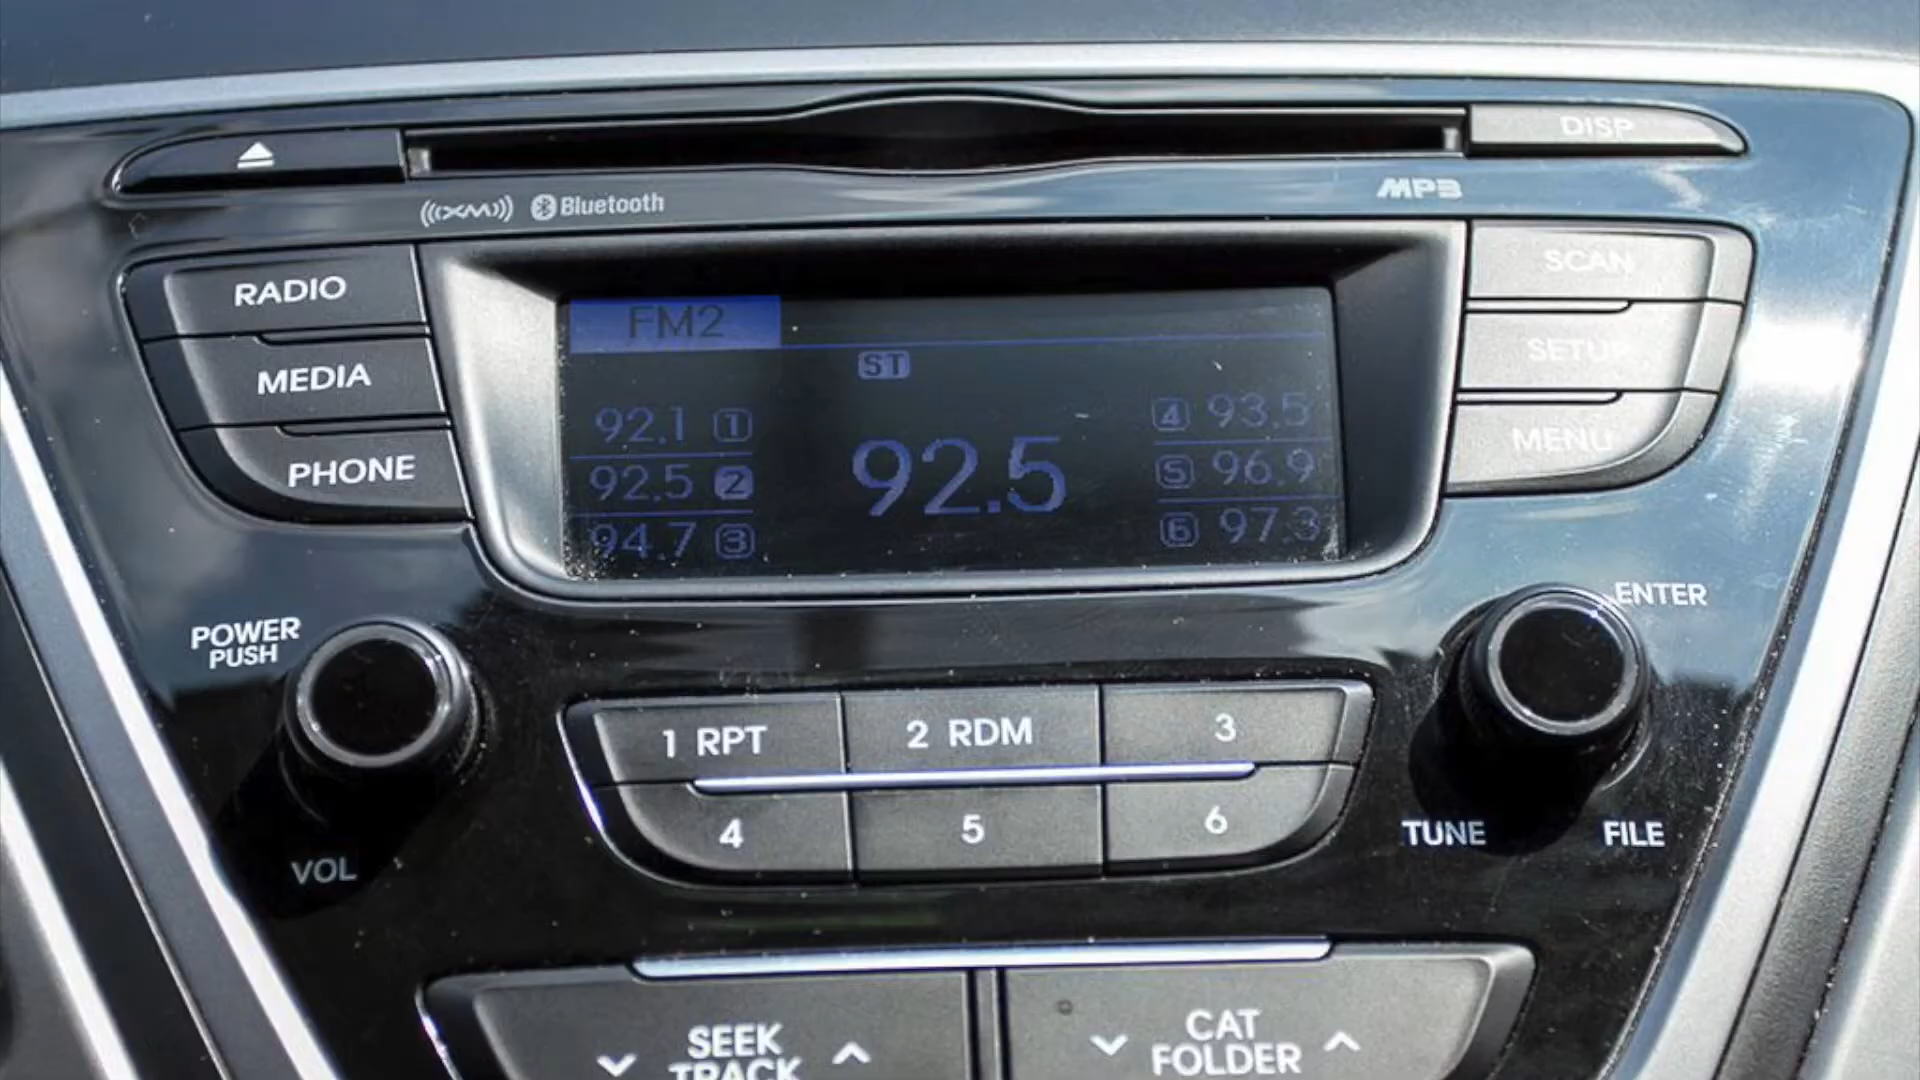 DISP
XM Bluetooth
MP3
RADIO
MEDIA
PHONE
FM2
ST
92.1 1
92.5 2
94.7 3
92.5
4 93.5
5 96.9
6 97.3
SCAN
SETUP
MENU
POWER
PUSH
VOL
ENTER
TUNE
FILE
1 RPT
2 RDM
3
4
5
6
SEEK
TRACK
CAT
FOLDER